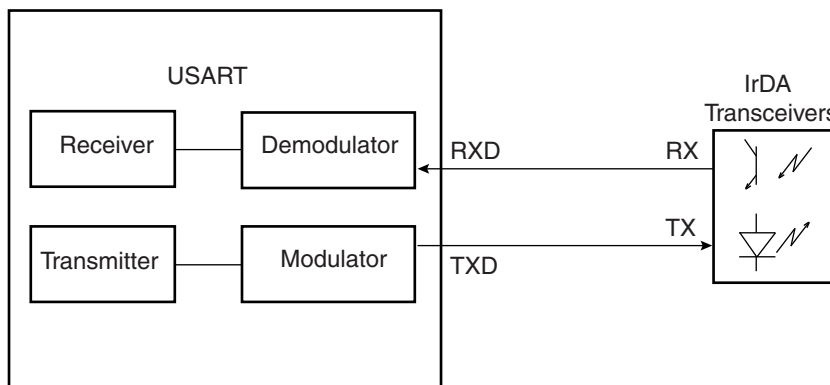 USART
IrDA
Transceivers
Receiver
Demodulator
RXD
RX
Transmitter
Modulator
TX
TXD